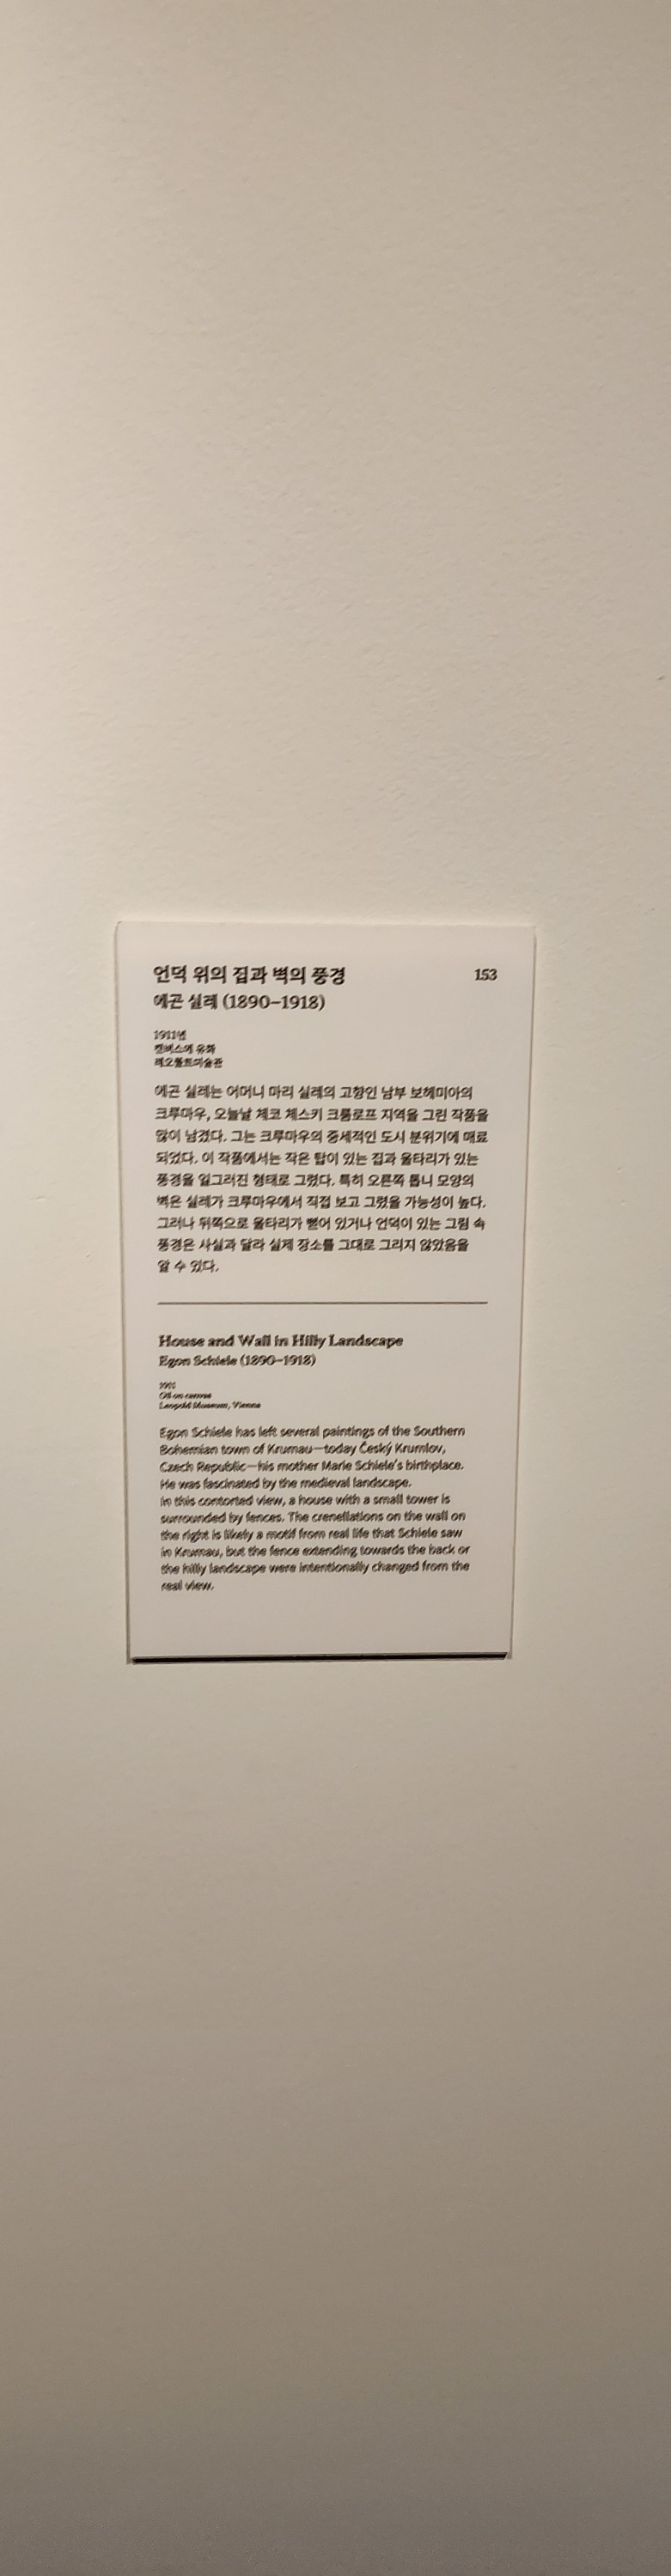 언덕 위의 집과 벽의 풍경 153
에곤 실레 (1890–1918)
1911년
캔버스에 유화
레오폴트미술관
에곤 실레는 어머니 마리 실레의 고향인 남부 보헤미아의
크루마우, 오늘날 체코 체스키 크룸로프 지역을 그린 작품을
많이 남겼다. 그는 크루마우의 중세적인 도시 분위기에 매료
되었다. 이 작품에서는 작은 탑이 있는 집과 울타리가 있는
풍경을 일그러진 형태로 그렸다. 특히 오른쪽 톱니 모양의
벽은 실레가 크루마우에서 직접 보고 그렸을 가능성이 높다.
그러나 뒤쪽으로 울타리가 뻗어 있거나 언덕이 있는 그림 속
풍경은 사실과 달라 실제 장소를 그대로 그리지 않았음을
알 수 있다.
House and Wall in Hilly Landscape
Egon Schiele (1890–1918)
1911
Oil on canvas
Leopold Museum, Vienna
Egon Schiele has left several paintings of the Southern
Bohemian town of Krumau—today Český Krumlov,
Czech Republic—his mother Marie Schiele's birthplace.
He was fascinated by the medieval landscape.
In this contorted view, a house with a small tower is
surrounded by fences. The crenellations on the wall on
the right is likely a motif from real life that Schiele saw
in Krumau, but the fence extending towards the back or
the hilly landscape were intentionally changed from the
real view.